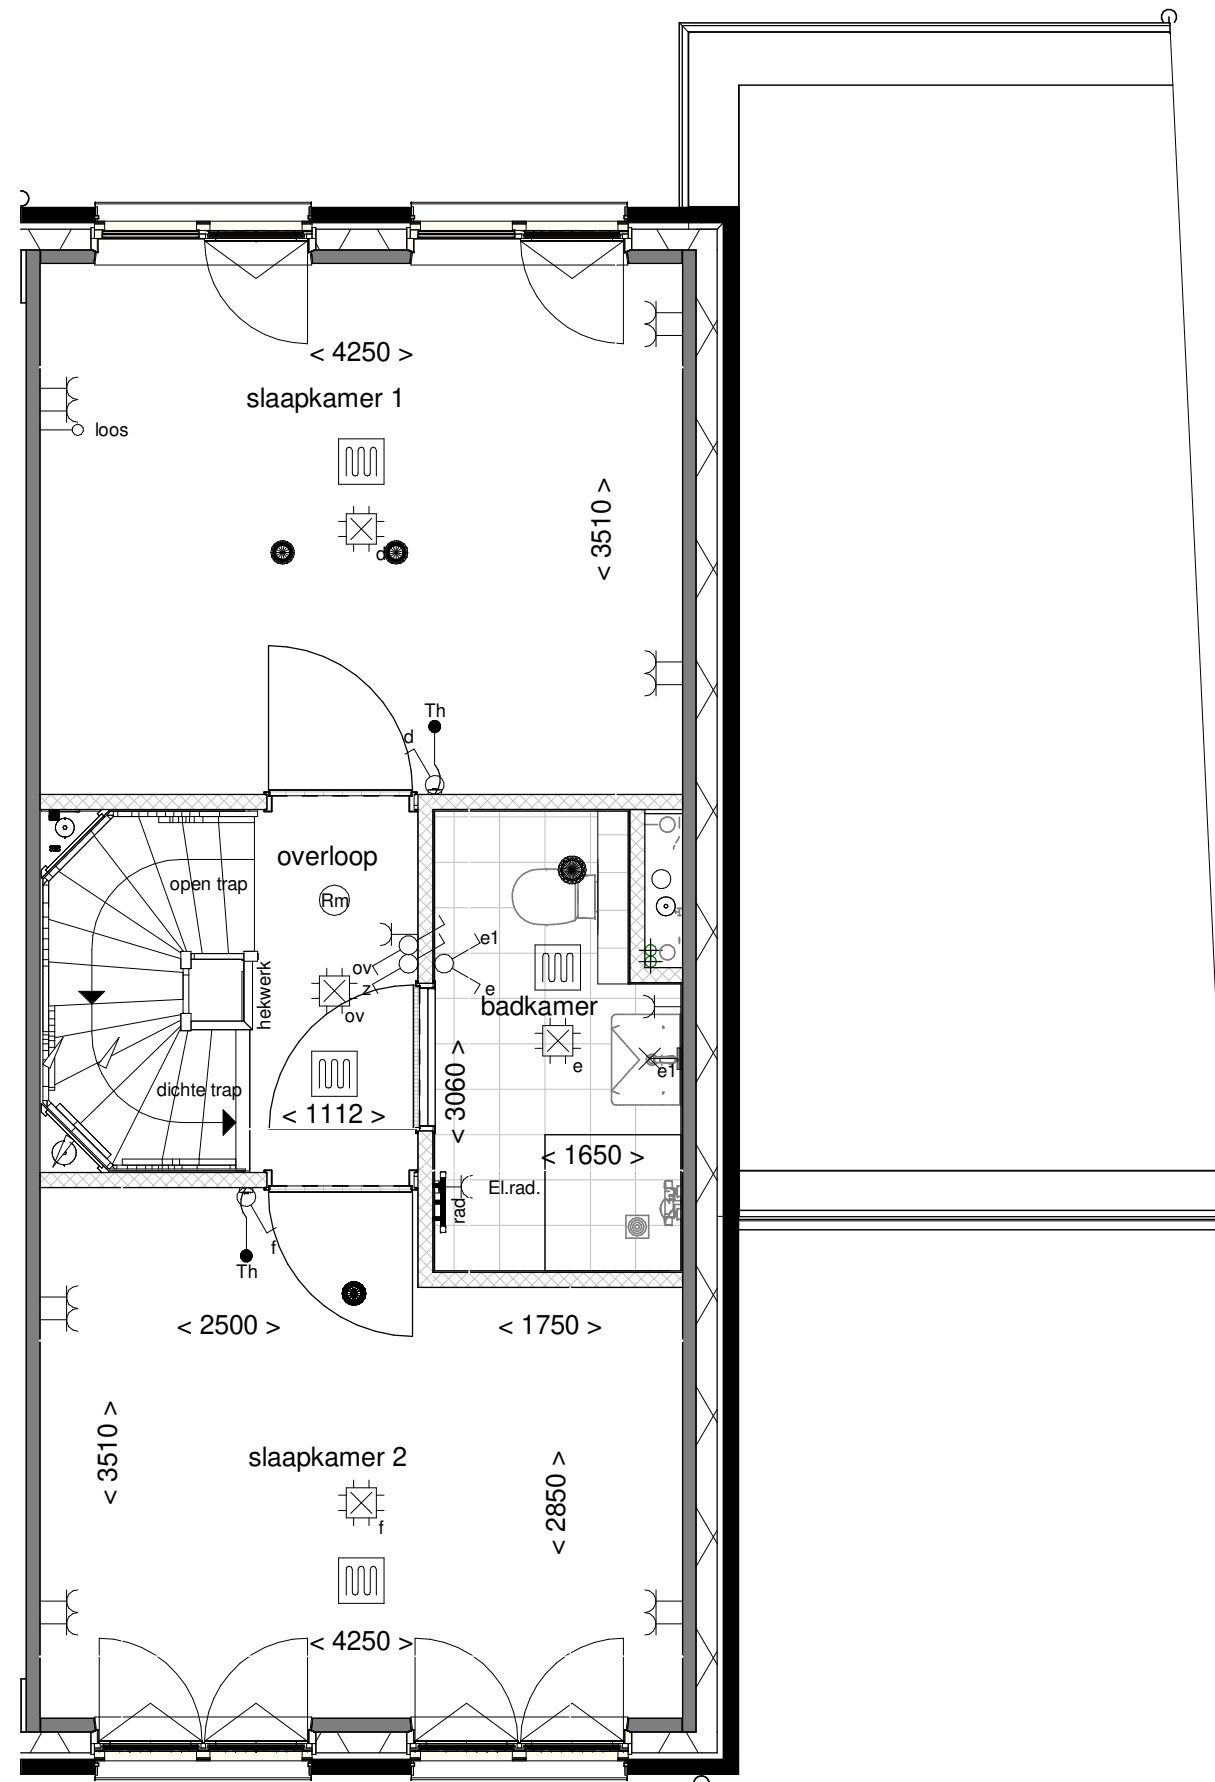 < 4250 >
slaapkamer 1
loos
< 3510 >
d
Th
d
overloop
open trap
Rm
e1
ov
z
e
hekwerk
badkamer
ov
e
e1
dichte trap
< 1112 >
< 3060 >
< 1650 >
El.rad.
rad
f
Th
< 2500 >
< 1750 >
< 3510 >
slaapkamer 2
< 2850 >
f
< 4250 >